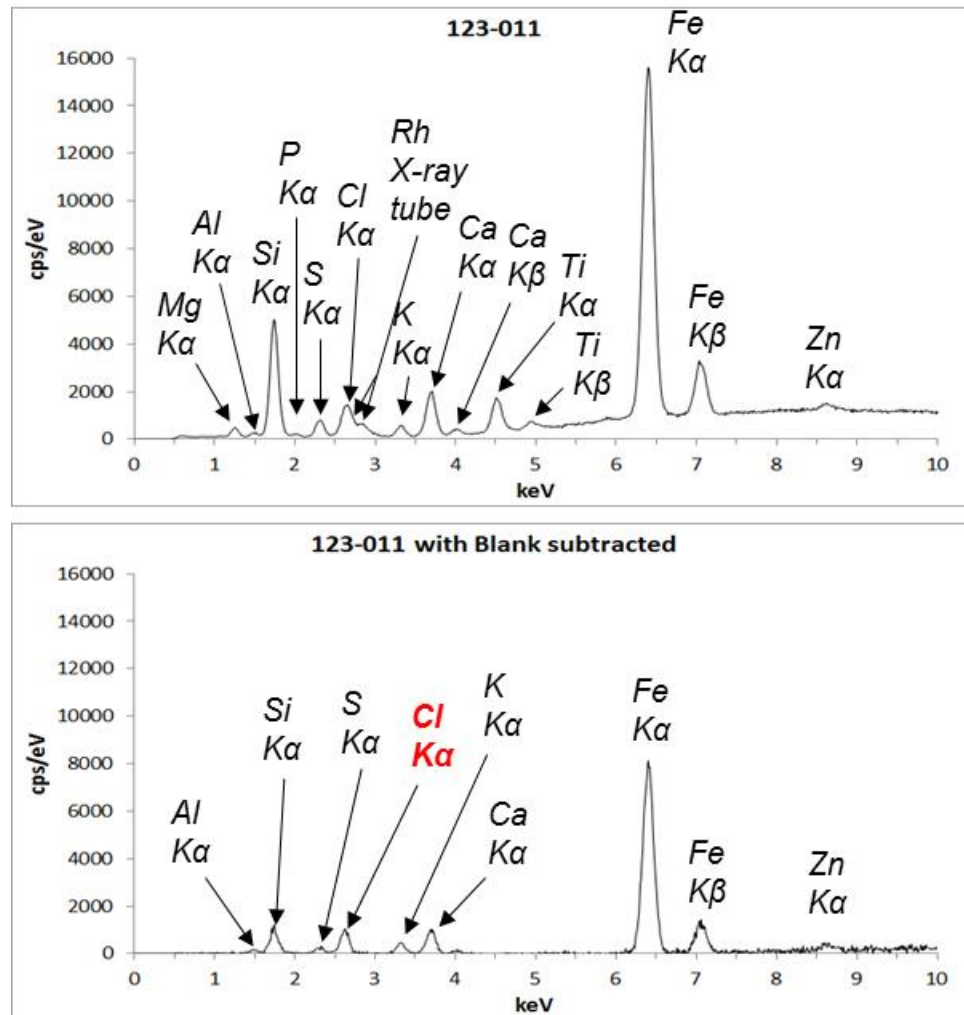 123-011
16000
14000
12000
10000
8000
6000
4000
2000
0
cps/eV
Mg
Kα
Al
Kα
Si
Kα
P
Kα
S
Kα
Cl
Kα
Rh
X-ray
tube
K
Kα
Ca
Kα
Ca
Kβ
Ti
Kα
Ti
Kβ
Fe
Kα
Fe
Kβ
Zn
Kα
0 1 2 3 4 5 6 7 8 9 10
keV
123-011 with Blank subtracted
16000
14000
12000
10000
8000
6000
4000
2000
0
cps/eV
Al
Kα
Si
Kα
S
Kα
Cl
Kα
K
Kα
Ca
Kα
Fe
Kα
Fe
Kβ
Zn
Kα
0 1 2 3 4 5 6 7 8 9 10
keV